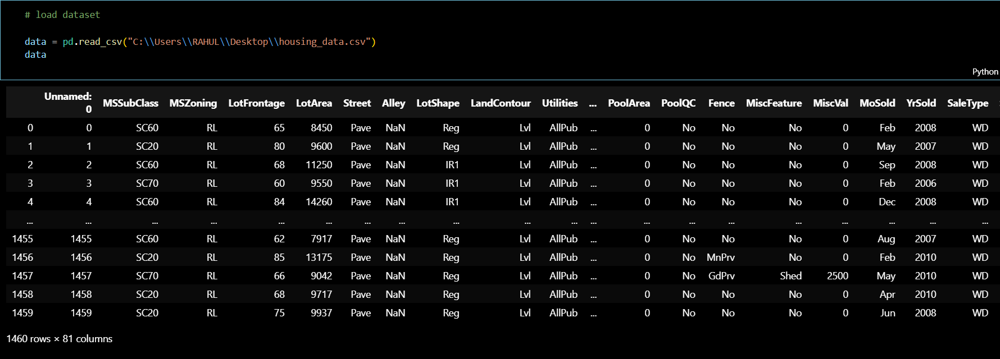 # load dataset
data = pd.read_csv("C:\\Users\\RAHUL\\Desktop\\housing_data.csv")
data
Python
Unnamed: 0 MSSubClass MSZoning LotFrontage LotArea Street Alley LotShape LandContour Utilities ... PoolArea PoolQC Fence MiscFeature MiscVal MoSold YrSold SaleType
0 0 SC60 RL 65 8450 Pave NaN Reg Lvl AllPub ... 0 No No No 0 Feb 2008 WD
1 1 SC20 RL 80 9600 Pave NaN Reg Lvl AllPub ... 0 No No No 0 May 2007 WD
2 2 SC60 RL 68 11250 Pave NaN IR1 Lvl AllPub ... 0 No No No 0 Sep 2008 WD
3 3 SC70 RL 60 9550 Pave NaN IR1 Lvl AllPub ... 0 No No No 0 Feb 2006 WD
4 4 SC60 RL 84 14260 Pave NaN IR1 Lvl AllPub ... 0 No No No 0 Dec 2008 WD
... ... ... ... ... ... ... ... ... ... ... ... ... ... ... ... ... ... ... ...
1455 1455 SC60 RL 62 7917 Pave NaN Reg Lvl AllPub ... 0 No No No 0 Aug 2007 WD
1456 1456 SC20 RL 85 13175 Pave NaN Reg Lvl AllPub ... 0 No MnPrv No 0 Feb 2010 WD
1457 1457 SC70 RL 66 9042 Pave NaN Reg Lvl AllPub ... 0 No GdPrv Shed 2500 May 2010 WD
1458 1458 SC20 RL 68 9717 Pave NaN Reg Lvl AllPub ... 0 No No No 0 Apr 2010 WD
1459 1459 SC20 RL 75 9937 Pave NaN Reg Lvl AllPub ... 0 No No No 0 Jun 2008 WD
1460 rows × 81 columns